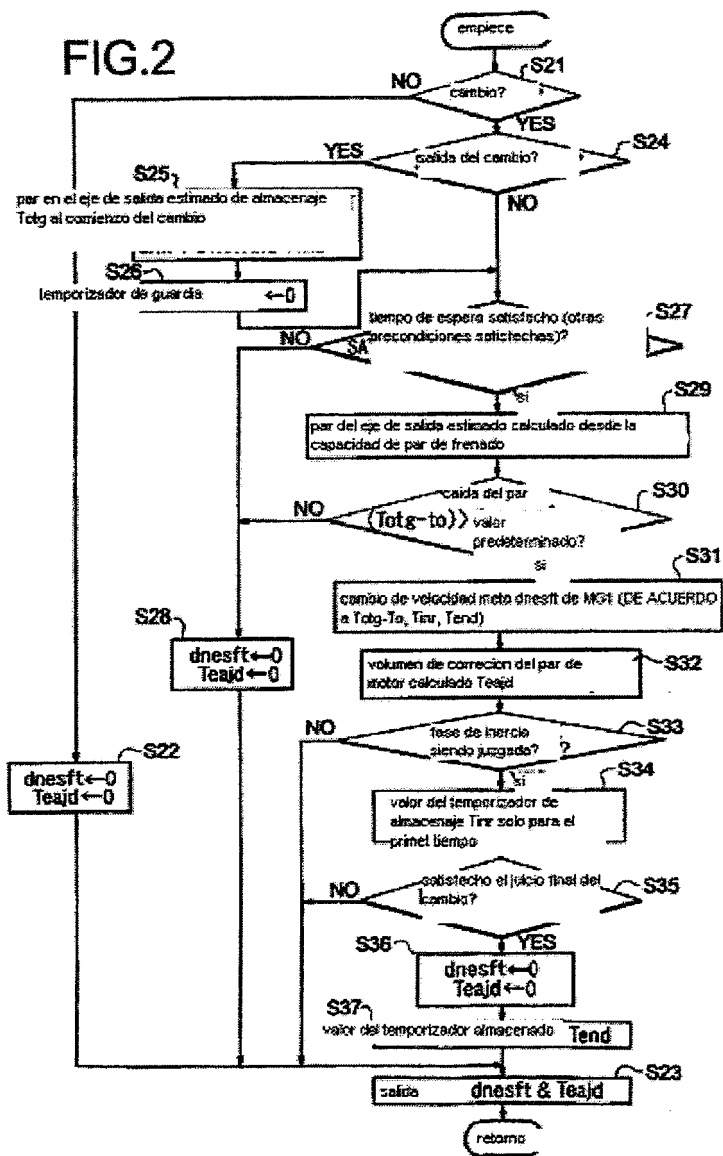 FIG.2
empiece
S21
cambio?
NO
YES
S24
salida del cambio?
YES
NO
S25
par en el eje de salida estimado de almacenaje
Totg al comienzo del cambio
S26
temporizador de guardia ←0
S27
tiempo de espera satisfecho (otras
precondiciones satisfechas)?
SA
NO
si
S29
par del eje de salida estimado calculado desde la
capacidad de par de frenado
S30
caida del par
(Totg-to)⟩⟩
valor
predeterminado?
NO
si
S31
cambio de velocidad meta dnesft de MG1 (DE ACUERDO
a Totg-To, Tinr, Tend)
S28
dnesft←0
Teajd←0
S32
volumen de correcion del par de
motor calculado Teajd
S33
fase de inercia
siendo juzgada? ?
NO
si
S22
dnesft←0
Teajd←0
S34
valor del temporizador de
almacenaje Tinr solo para el
primet tiempo
S35
satisfecho el juicio final del
cambio?
NO
YES
S36
dnesft←0
Teajd←0
S37
valor del temporizador almacenado Tend
S23
salida dnesft & Teajd
retorno